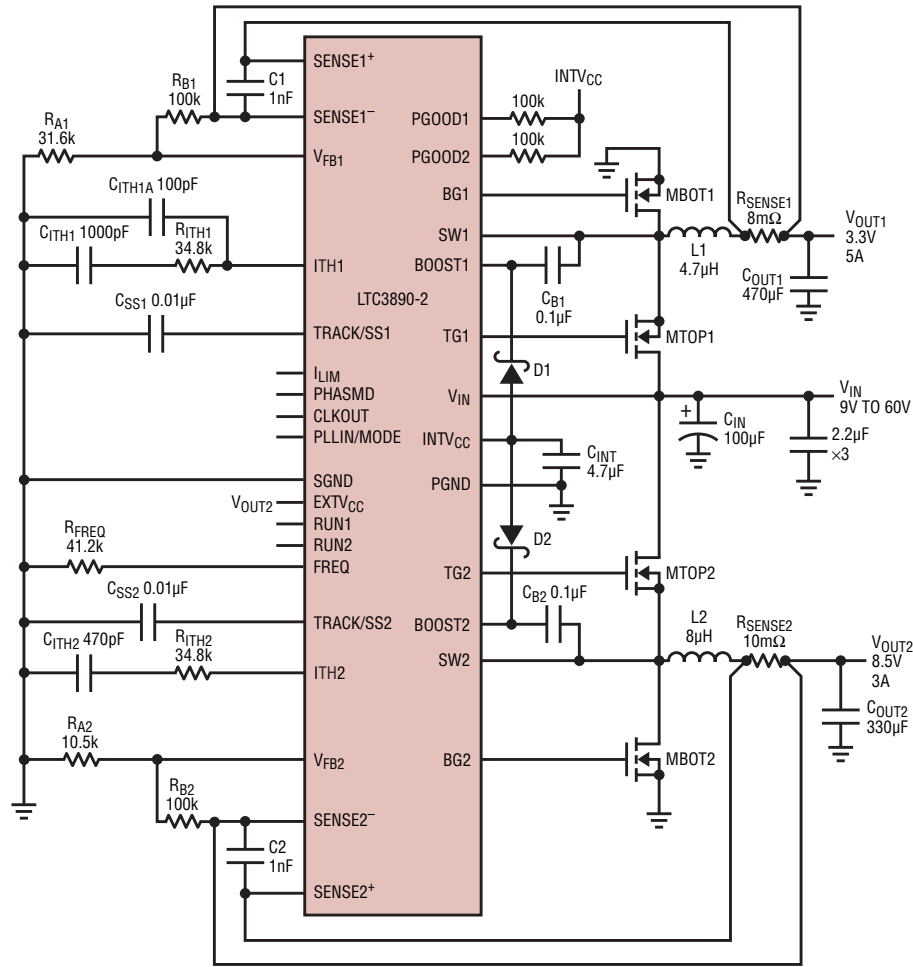 SENSE1+
C1
1nF
RB1
100k
SENSE1–
INTVCC
100k
PGOOD1
100k
PGOOD2
RA1
31.6k
VFB1
BG1
MBOT1
RSENSE1
8mΩ
CITH1A 100pF
CITH1 1000pF
RITH1
34.8k
ITH1
SW1
L1
4.7µH
VOUT1
3.3V
5A
COUT1
470µF
BOOST1
CB1
0.1µF
LTC3890-2
CSS1 0.01µF
TRACK/SS1
TG1
MTOP1
D1
ILIM
PHASMD
CLKOUT
PLLIN/MODE
VIN
VIN
9V TO 60V
CIN
100µF
+
2.2µF
×3
INTVCC
CINT
4.7µF
PGND
SGND
VOUT2
EXTVCC
RUN1
RUN2
D2
RFREQ
41.2k
FREQ
TG2
MTOP2
CSS2 0.01µF
TRACK/SS2
CB2 0.1µF
BOOST2
L2
8µH
RSENSE2
10mΩ
CITH2 470pF
RITH2
34.8k
ITH2
SW2
VOUT2
8.5V
3A
COUT2
330µF
RA2
10.5k
VFB2
BG2
MBOT2
RB2
100k
SENSE2–
C2
1nF
SENSE2+